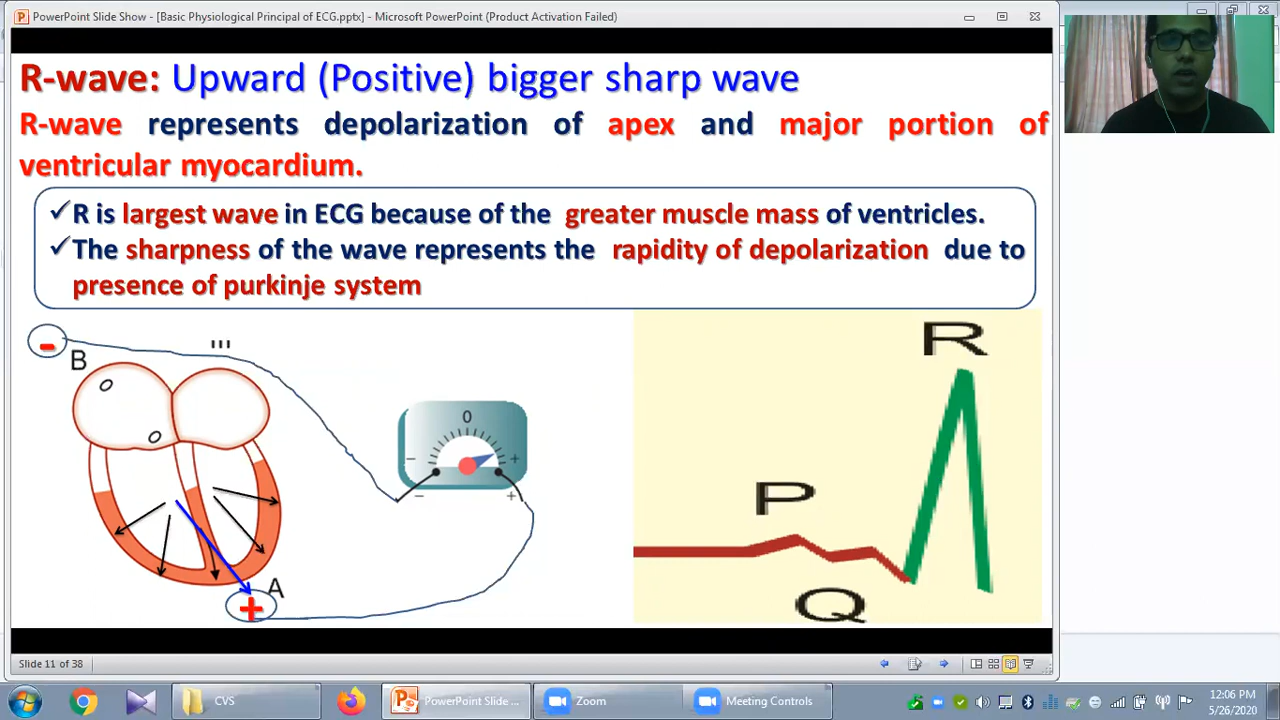 PowerPoint Slide Show - [Basic Physiological Principal of ECG.pptx] - Microsoft PowerPoint (Product Activation Failed)
R-wave: Upward (Positive) bigger sharp wave
R-wave represents depolarization of apex and major portion of
ventricular myocardium.
✓R is largest wave in ECG because of the greater muscle mass of ventricles.
✓The sharpness of the wave represents the rapidity of depolarization due to
presence of purkinje system
-
B
0
- +
- +
A
+
R
P
Q
Slide 11 of 38
CVS
PowerPoint Slide ...
Zoom
Meeting Controls
12:06 PM
5/26/2020